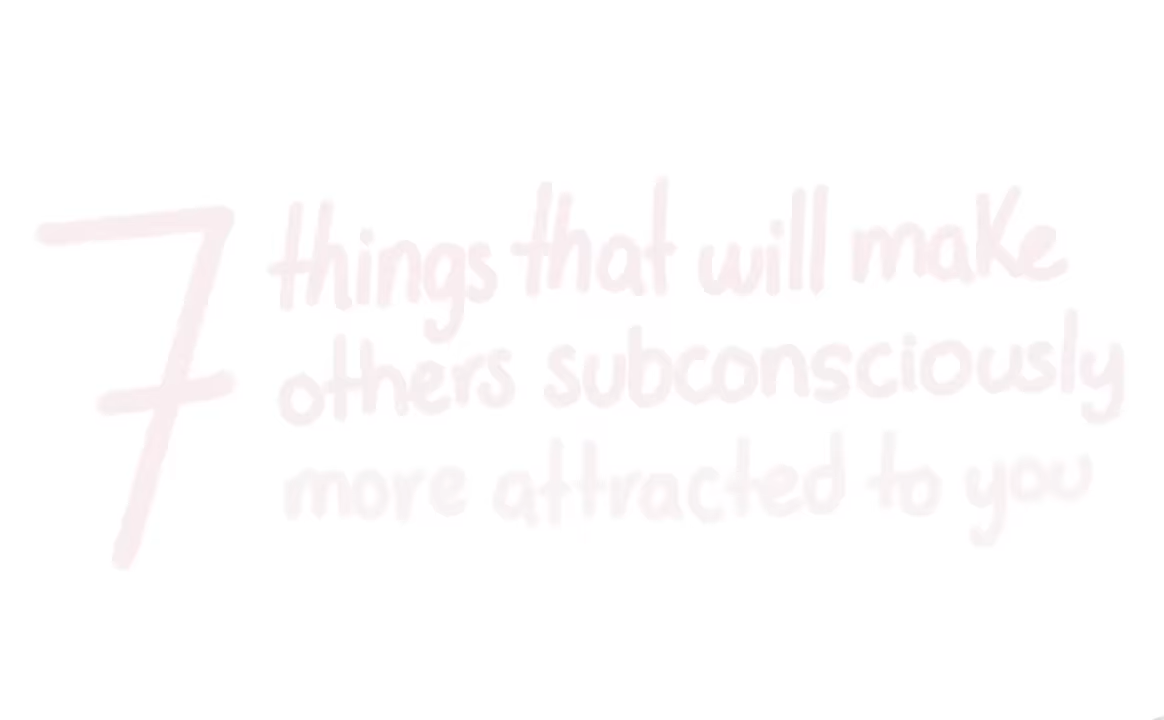 7 things that will make
others subconsciously
more attracted to you